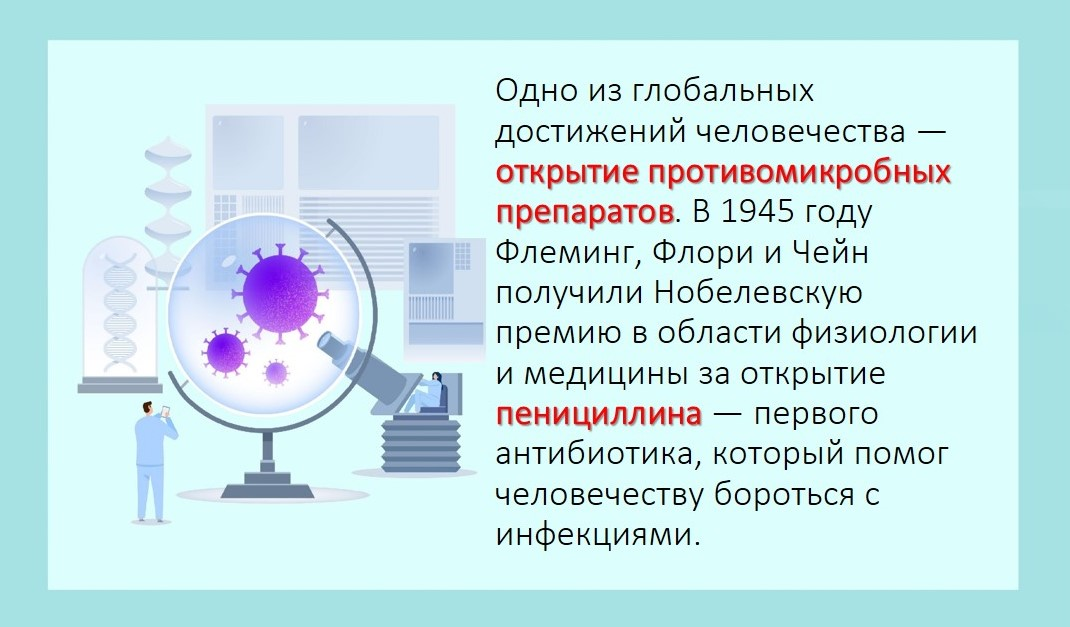 Одно из глобальных
достижений человечества —
открытие противомикробных
препаратов. В 1945 году
Флеминг, Флори и Чейн
получили Нобелевскую
премию в области физиологии
и медицины за открытие
пенициллина — первого
антибиотика, который помог
человечеству бороться с
инфекциями.